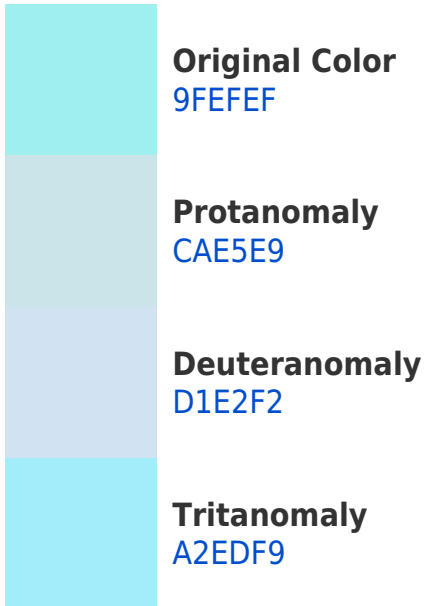 Original Color
9FEFEF
Protanomaly
CAE5E9
Deuteranomaly
D1E2F2
Tritanomaly
A2EDF9